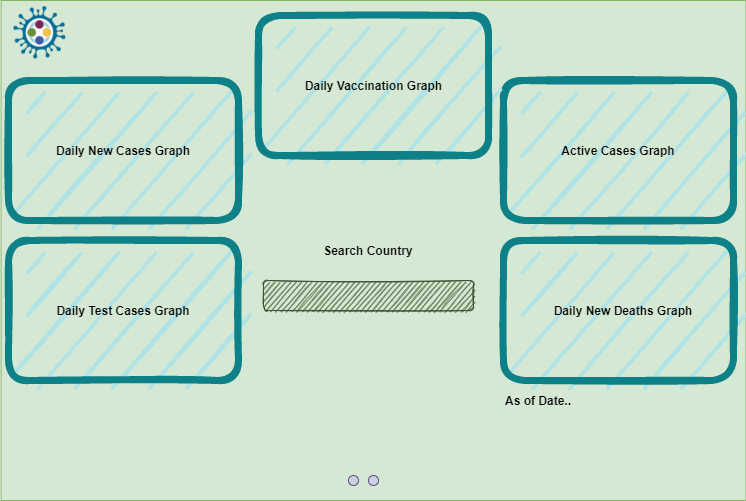 Daily Vaccination Graph
Daily New Cases Graph
Active Cases Graph
Search Country
Daily Test Cases Graph
Daily New Deaths Graph
As of Date..